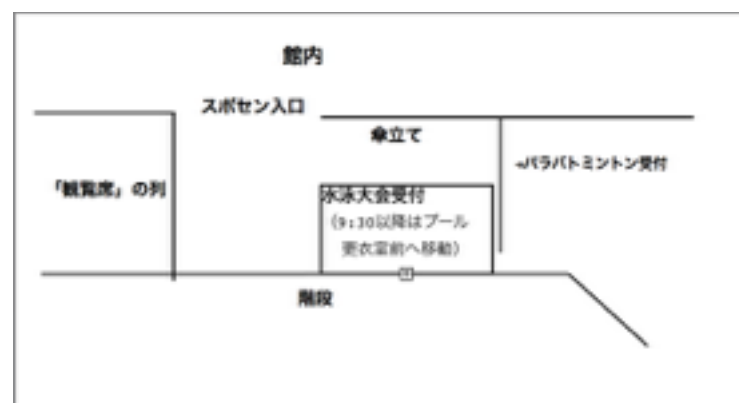 館内
スポセン入口
傘立て
→パラバトミントン受付
「観覧席」の列
水泳大会受付
(9:30以降はプール
更衣室前へ移動)
階段